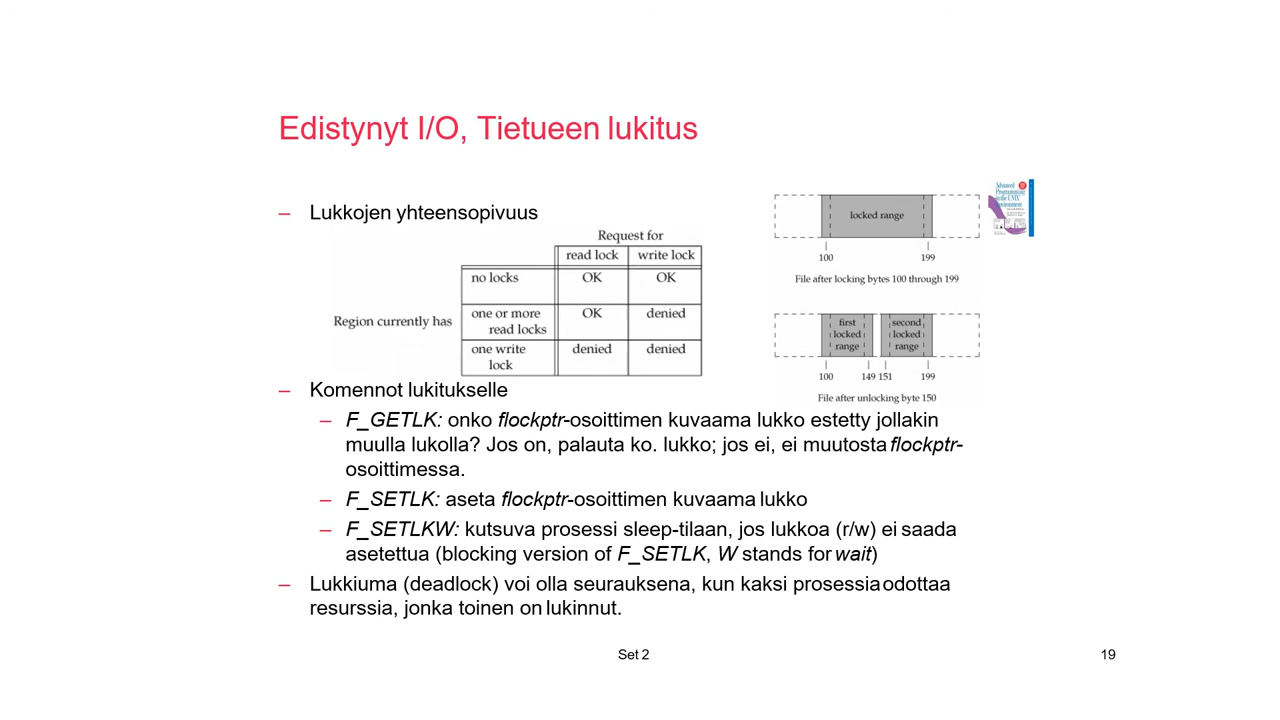 Edistynyt I/O, Tietueen lukitus
– Lukkojen yhteensopivuus
Request for
read lock write lock
no locks OK OK
Region currently has
one or more OK denied
read locks
one write denied denied
lock
locked range
100 199
File after locking bytes 100 through 199
first second
locked locked
range range
100 149 151 199
File after unlocking byte 150
Advanced
Programming
in the UNIX
Environment
– Komennot lukitukselle
– F_GETLK: onko flockptr-osoittimen kuvaama lukko estetty jollakin
muulla lukolla? Jos on, palauta ko. lukko; jos ei, ei muutosta flockptr-
osoittimessa.
– F_SETLK: aseta flockptr-osoittimen kuvaama lukko
– F_SETLKW: kutsuva prosessi sleep-tilaan, jos lukkoa (r/w) ei saada
asetettua (blocking version of F_SETLK, W stands for wait)
– Lukkiuma (deadlock) voi olla seurauksena, kun kaksi prosessia odottaa
resurssia, jonka toinen on lukinnut.
Set 2
19